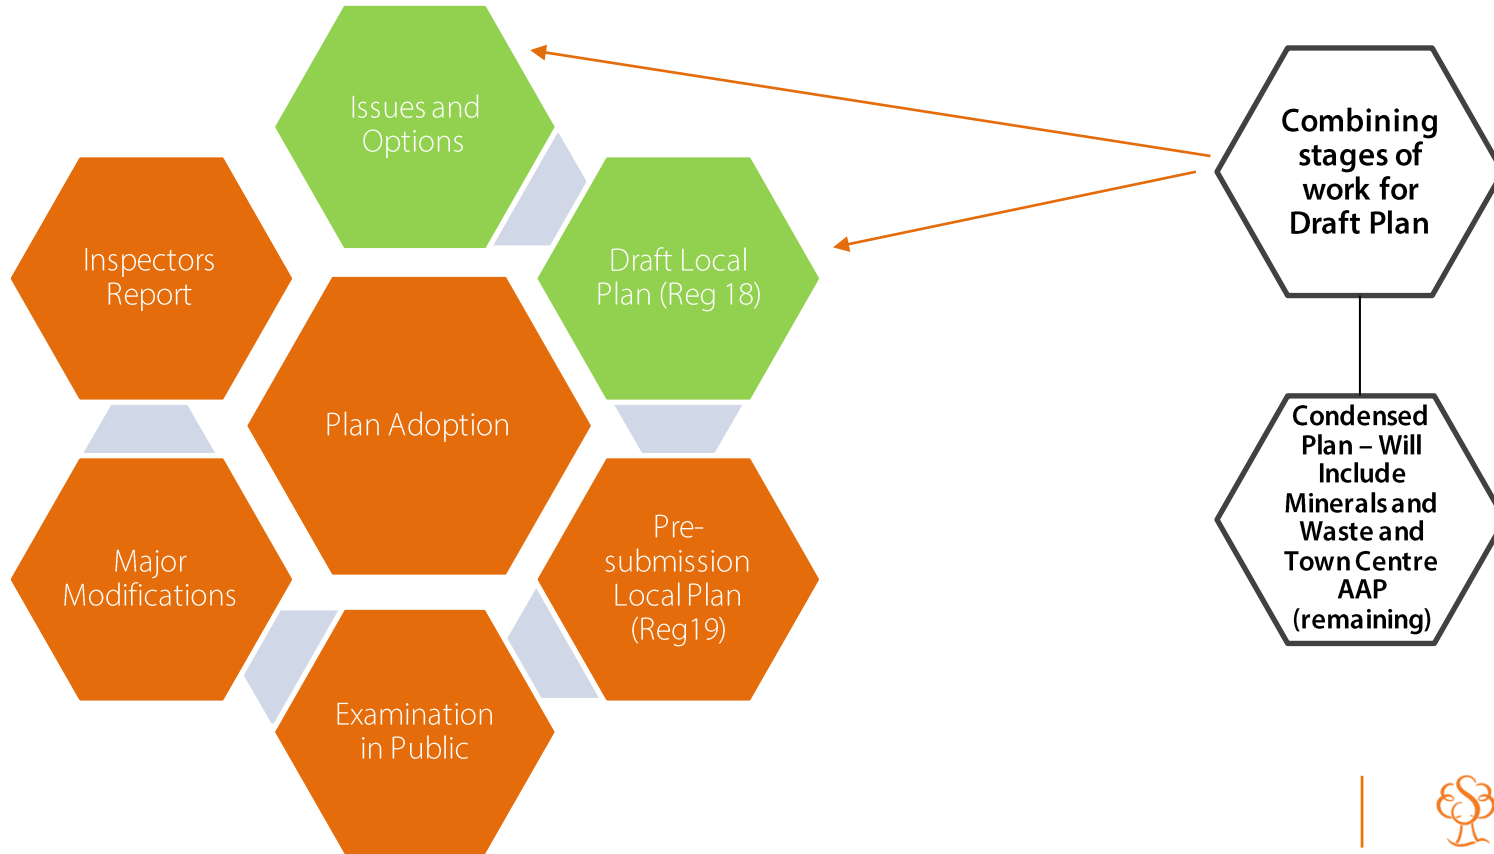 Issues and
Options
Inspectors
Report
Draft Local
Plan (Reg 18)
Plan Adoption
Major
Modifications
Pre-
submission
Local Plan
(Reg19)
Examination
in Public
Combining
stages of
work for
Draft Plan
Condensed
Plan – Will
Include
Minerals and
Waste and
Town Centre
AAP
(remaining)